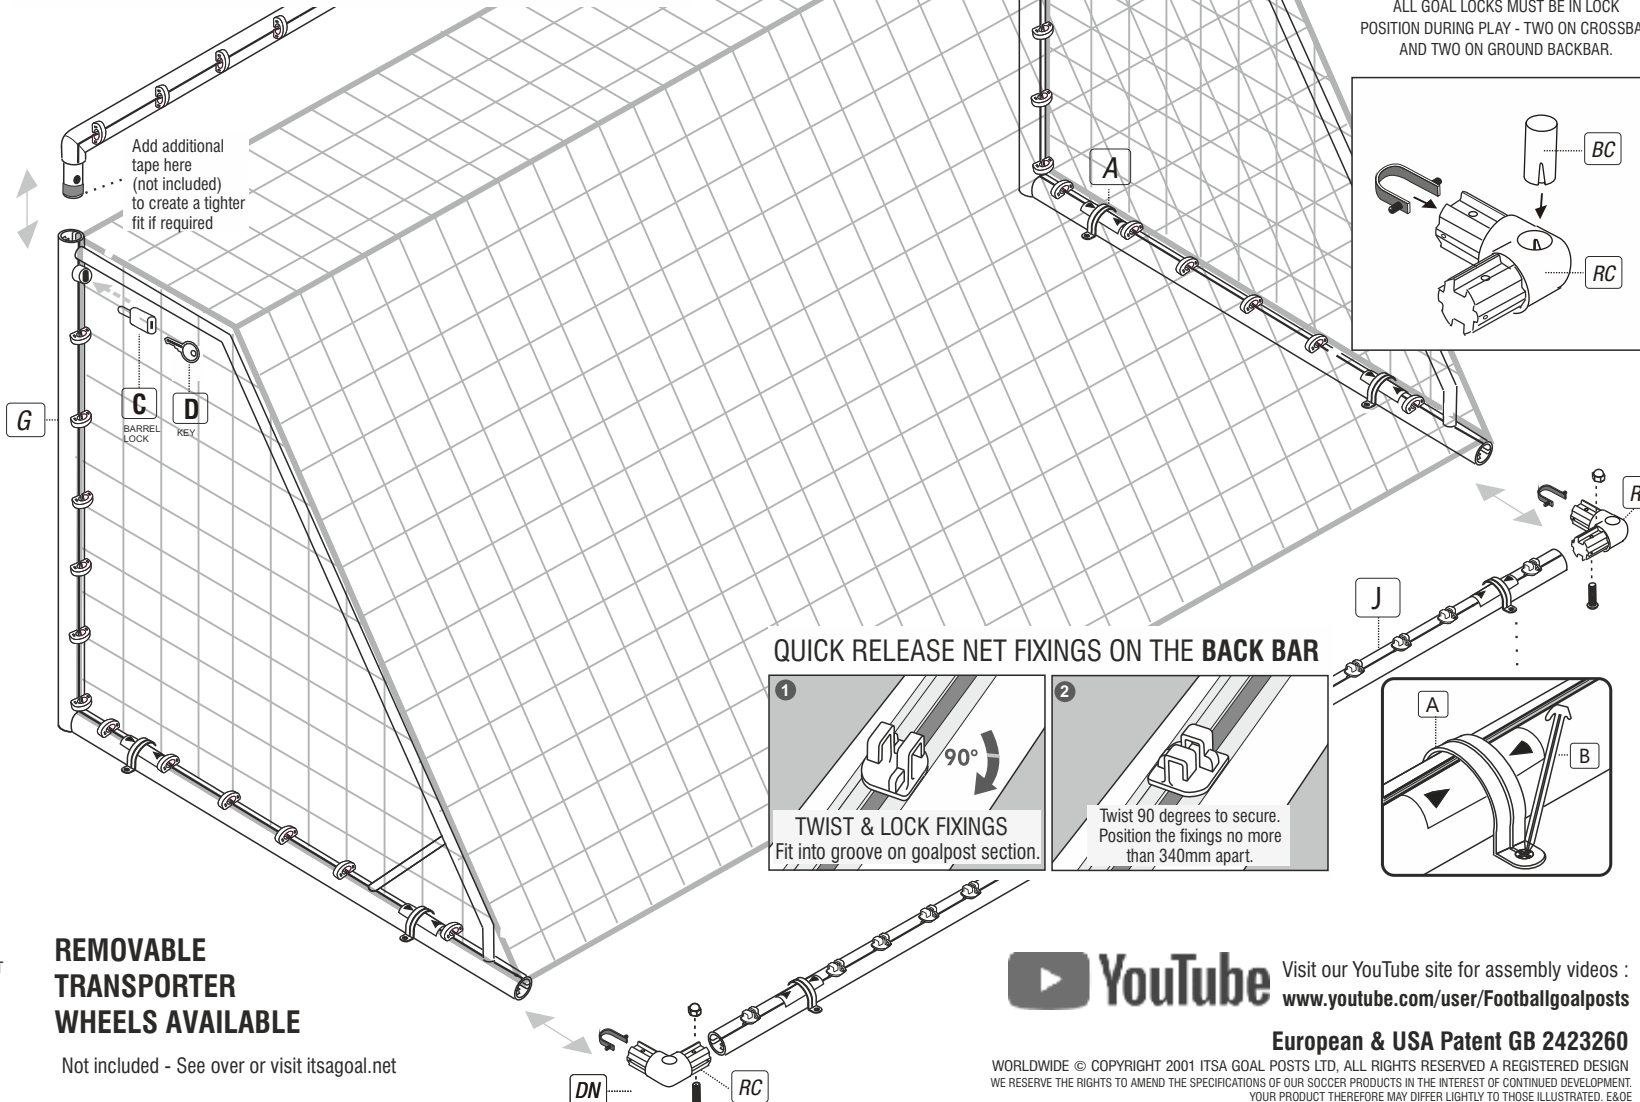 ALL GOAL LOCKS MUST BE IN LOCK
POSITION DURING PLAY - TWO ON CROSSBA
AND TWO ON GROUND BACKBAR.
BC
RC
Add additional
tape here
(not included)
to create a tighter
fit if required
A
G
C
BARREL
LOCK
D
KEY
R
J
QUICK RELEASE NET FIXINGS ON THE BACK BAR
1
90°
TWIST & LOCK FIXINGS
Fit into groove on goalpost section.
2
Twist 90 degrees to secure.
Position the fixings no more
than 340mm apart.
A
B
T
REMOVABLE
TRANSPORTER
WHEELS AVAILABLE
Not included - See over or visit itsagoal.net
DN
RC
YouTube
Visit our YouTube site for assembly videos :
www.youtube.com/user/Footballgoalposts
European & USA Patent GB 2423260
WORLDWIDE © COPYRIGHT 2001 ITSA GOAL POSTS LTD, ALL RIGHTS RESERVED A REGISTERED DESIGN
WE RESERVE THE RIGHTS TO AMEND THE SPECIFICATIONS OF OUR SOCCER PRODUCTS IN THE INTEREST OF CONTINUED DEVELOPMENT.
YOUR PRODUCT THEREFORE MAY DIFFER LIGHTLY TO THOSE ILLUSTRATED. E&OE